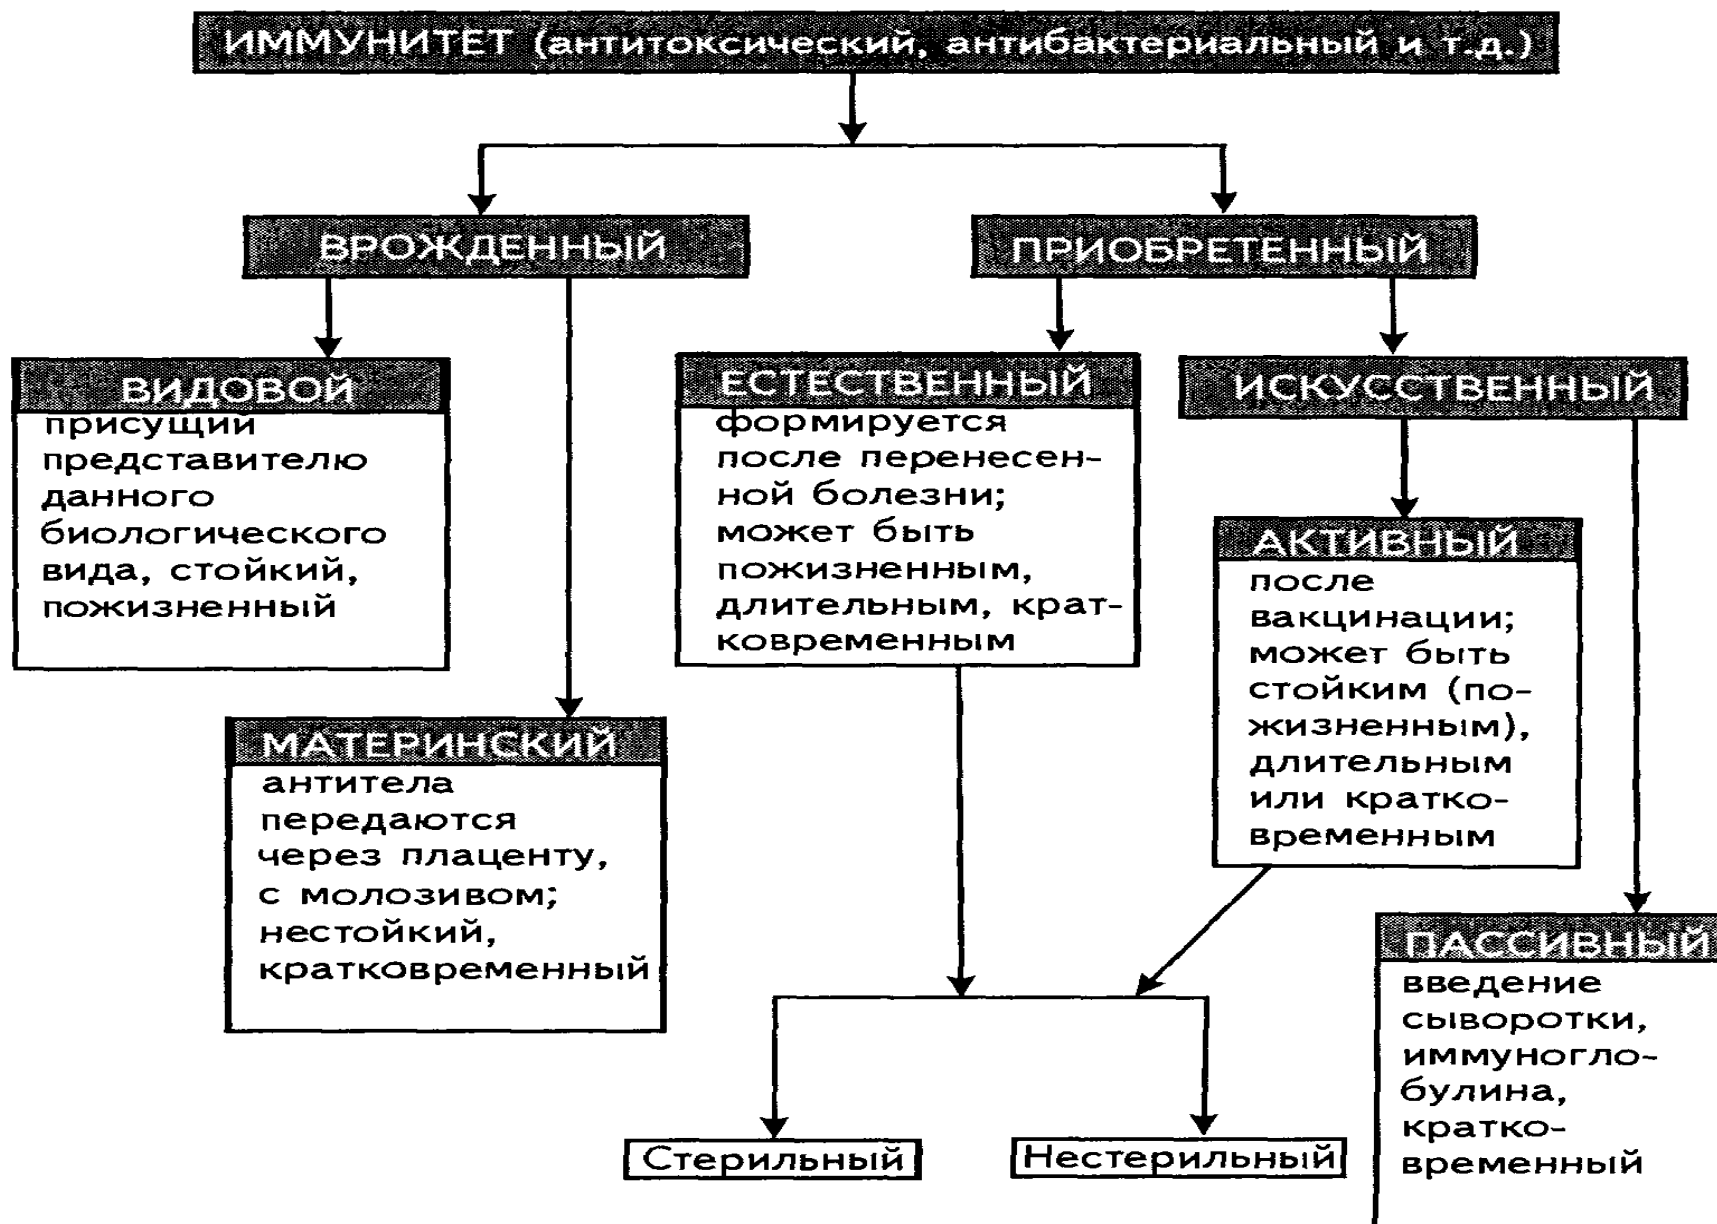 ИММУНИТЕТ (антитоксический, антибактериальный и т.д.)
ВРОЖДЕННЫЙ
ПРИОБРЕТЕННЫЙ
ВИДОВОЙ
присущии
представителю
данного
биологического
вида, стойкий,
пожизненный
МАТЕРИНСКИЙ
антитела
передаются
через плаценту,
с молозивом;
нестойкий,
кратковременный
ЕСТЕСТВЕННЫЙ
формируется
после перенесен-
ной болезни;
может быть
пожизненным,
длительным, крат-
ковременным
ИСКУССТВЕННЫЙ
АКТИВНЫЙ
после
вакцинации;
может быть
стойким (по-
жизненным),
длительным
или кратко-
временным
ПАССИВНЫЙ
введение
сыворотки,
иммуногло-
булина,
кратко-
временный
Стерильный
Нестерильный